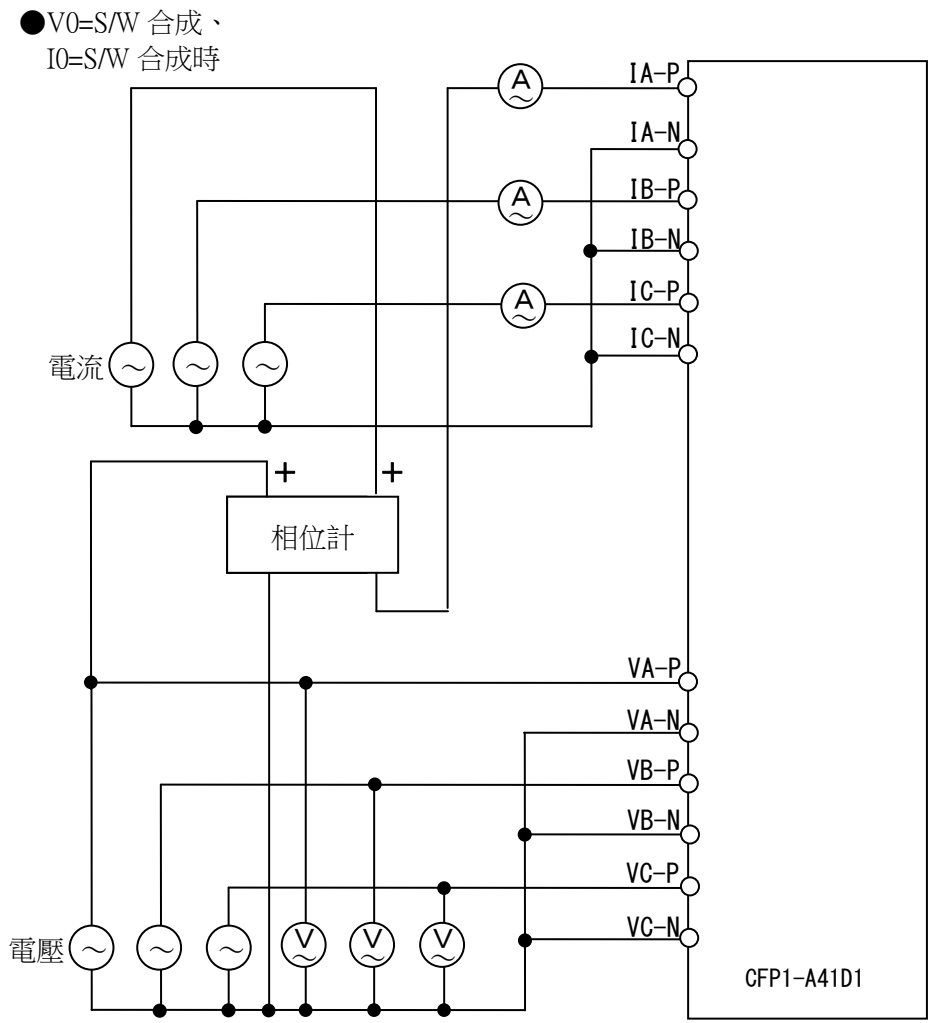 ●V0=S/W 合成、
I0=S/W 合成時
A
IA-P
IA-N
A
IB-P
IB-N
A
IC-P
IC-N
電流
+
+
相位計
VA-P
VA-N
VB-P
VB-N
VC-P
VC-N
電壓
V
V
V
CFP1-A41D1